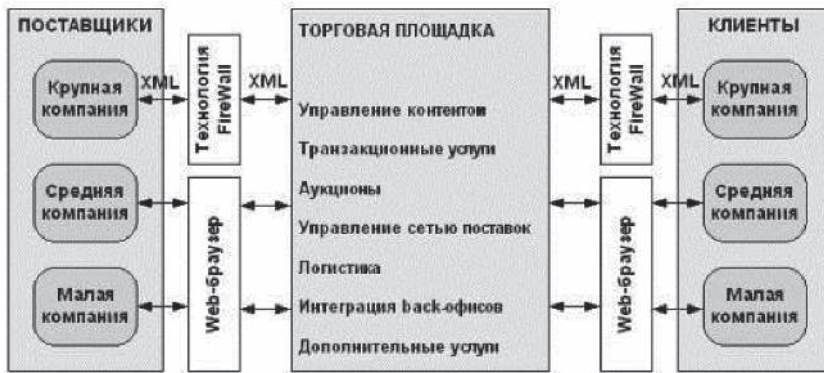 ПОСТАВЩИКИ
Крупная
компания
Средняя
компания
Малая
компания
XML
Технология
FireWall
XML
Web-браузер
ТОРГОВАЯ ПЛОЩАДКА
Управление контентом
Транзакционные услуги
Аукционы
Управление сетью поставок
Логистика
Интеграция back-офисов
Дополнительные услуги
XML
Технология
FireWall
XML
Web-браузер
КЛИЕНТЫ
Крупная
компания
Средняя
компания
Малая
компания